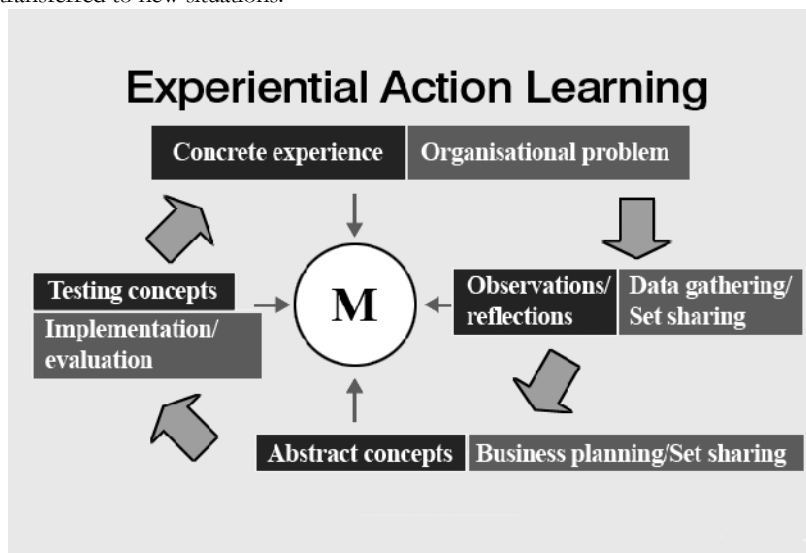 transferred to new situations.
Experiential Action Learning
Concrete experience
Organisational problem
Testing concepts
Implementation/
evaluation
M
Observations/
reflections
Data gathering/
Set sharing
Abstract concepts
Business planning/Set sharing